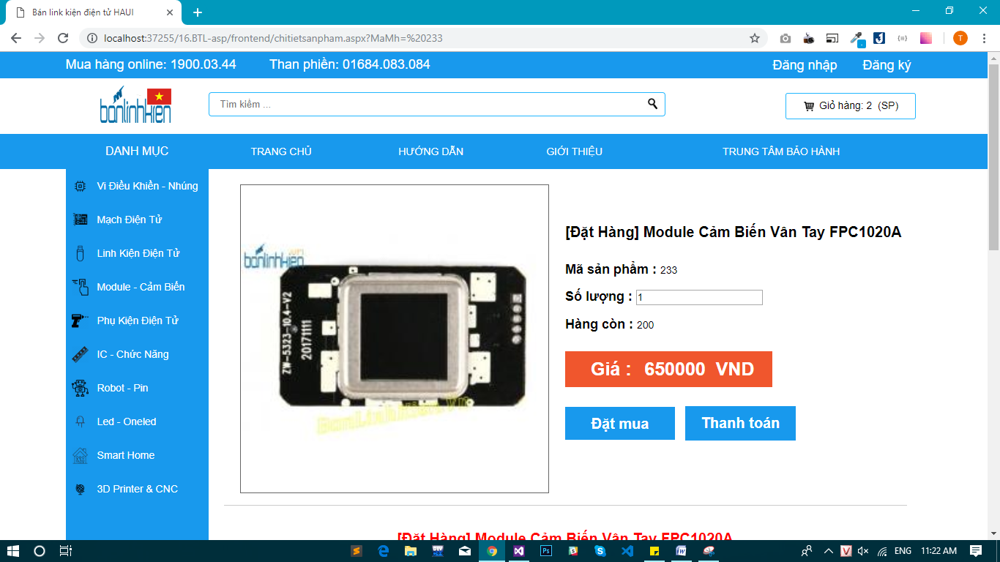 Bán link kiện điện tử HAUI
localhost:37255/16.BTL-asp/frontend/chitietsanpham.aspx?MaMh=%20233
Mua hàng online: 1900.03.44 Than phiền: 01684.083.084 Đăng nhập Đăng ký
banlinhkien
Tìm kiếm ...
Giỏ hàng: 2 (SP)
DANH MỤC TRANG CHỦ HƯỚNG DẪN GIỚI THIỆU TRUNG TÂM BẢO HÀNH
Vi Điều Khiển - Nhúng
Mạch Điện Tử
Linh Kiện Điện Tử
Module - Cảm Biến
Phụ Kiện Điện Tử
IC - Chức Năng
Robot - Pin
Led - Oneled
Smart Home
3D Printer & CNC
banlinhkien
ZW-5323-10.4-V2
20171111
BanLinhKien.Vn
[Đặt Hàng] Module Cảm Biến Vân Tay FPC1020A
Mã sản phẩm : 233
Số lượng : 1
Hàng còn : 200
Giá : 650000 VND
Đặt mua Thanh toán
[Đặt Hàng] Module Cảm Biến Vân Tay FPC1020A
ENG 11:22 AM